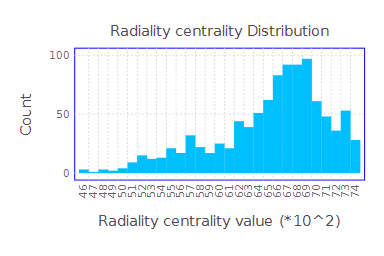 Radiality centrality Distribution
100
50
0
Count
46 47 48 49 50 51 52 53 54 55 56 57 58 59 60 61 62 63 64 65 66 67 68 69 70 71 72 73 74
Radiality centrality value (*10^2)